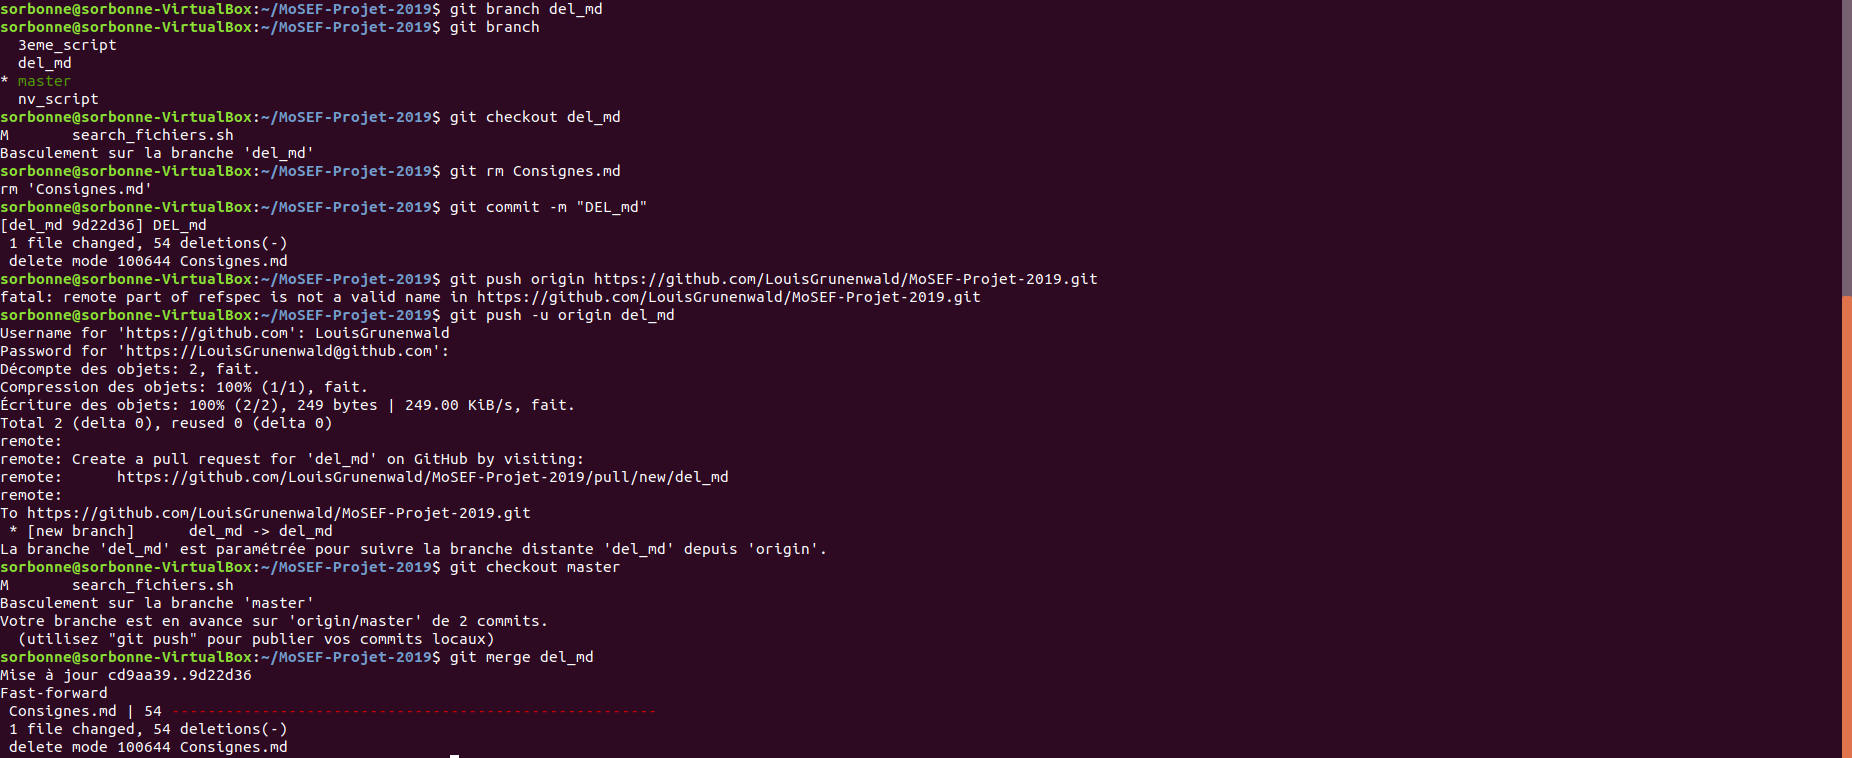 sorbonne@sorbonne-VirtualBox:~/MoSEF-Projet-2019$ git branch del_md
sorbonne@sorbonne-VirtualBox:~/MoSEF-Projet-2019$ git branch
  3eme_script
  del_md
* master
  nv_script
sorbonne@sorbonne-VirtualBox:~/MoSEF-Projet-2019$ git checkout del_md
M       search_fichiers.sh
Basculement sur la branche 'del_md'
sorbonne@sorbonne-VirtualBox:~/MoSEF-Projet-2019$ git rm Consignes.md
rm 'Consignes.md'
sorbonne@sorbonne-VirtualBox:~/MoSEF-Projet-2019$ git commit -m "DEL_md"
[del_md 9d22d36] DEL_md
 1 file changed, 54 deletions(-)
 delete mode 100644 Consignes.md
sorbonne@sorbonne-VirtualBox:~/MoSEF-Projet-2019$ git push origin https://github.com/LouisGrunenwald/MoSEF-Projet-2019.git
fatal: remote part of refspec is not a valid name in https://github.com/LouisGrunenwald/MoSEF-Projet-2019.git
sorbonne@sorbonne-VirtualBox:~/MoSEF-Projet-2019$ git push -u origin del_md
Username for 'https://github.com': LouisGrunenwald
Password for 'https://LouisGrunenwald@github.com':
Décompte des objets: 2, fait.
Compression des objets: 100% (1/1), fait.
Écriture des objets: 100% (2/2), 249 bytes | 249.00 KiB/s, fait.
Total 2 (delta 0), reused 0 (delta 0)
remote:
remote: Create a pull request for 'del_md' on GitHub by visiting:
remote:      https://github.com/LouisGrunenwald/MoSEF-Projet-2019/pull/new/del_md
remote:
To https://github.com/LouisGrunenwald/MoSEF-Projet-2019.git
 * [new branch]      del_md -> del_md
La branche 'del_md' est paramétrée pour suivre la branche distante 'del_md' depuis 'origin'.
sorbonne@sorbonne-VirtualBox:~/MoSEF-Projet-2019$ git checkout master
M       search_fichiers.sh
Basculement sur la branche 'master'
Votre branche est en avance sur 'origin/master' de 2 commits.
  (utilisez "git push" pour publier vos commits locaux)
sorbonne@sorbonne-VirtualBox:~/MoSEF-Projet-2019$ git merge del_md
Mise à jour cd9aa39..9d22d36
Fast-forward
 Consignes.md | 54 ------------------------------------------------------
 1 file changed, 54 deletions(-)
 delete mode 100644 Consignes.md